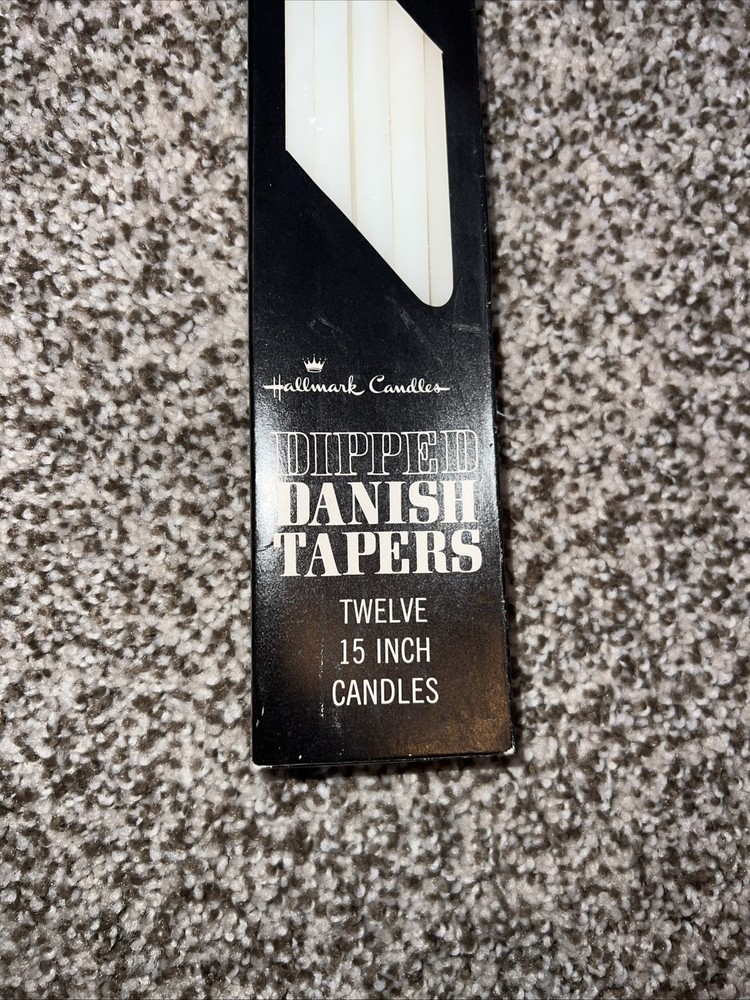 Hallmark Candles
DIPPED
DANISH
TAPERS
TWELVE
15 INCH
CANDLES